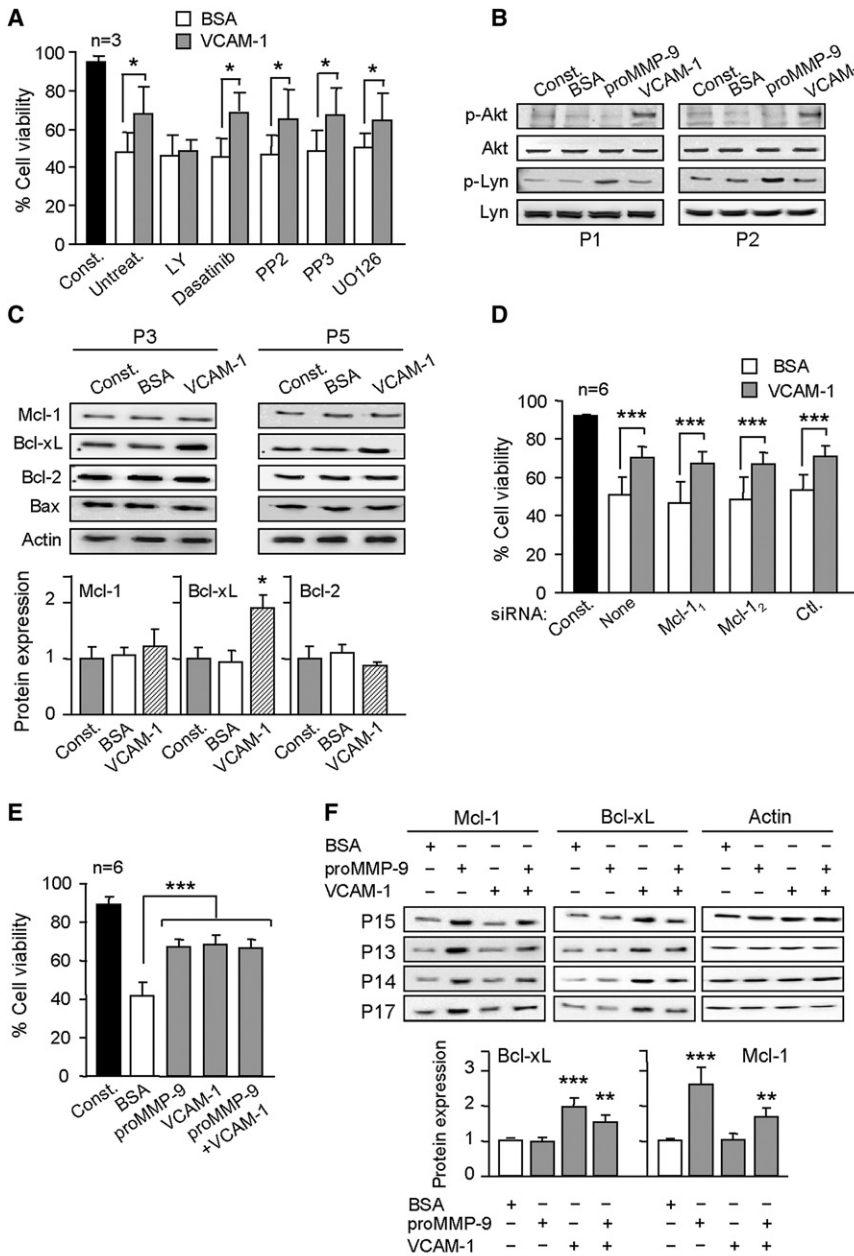 A
n=3
BSA
VCAM-1
* * * * *
% Cell viability
100
80
60
40
20
0
Const. Untreat. LY Dasatinib PP2 PP3 UO126
B
Const. BSA proMMP-9 VCAM-1 Const. BSA proMMP-9 VCAM-
p-Akt
Akt
p-Lyn
Lyn
P1 P2
C
P3 P5
Const. BSA VCAM-1 Const. BSA VCAM-1
Mcl-1
Bcl-xL
Bcl-2
Bax
Actin
Protein expression
2
1
0
Mcl-1 Bcl-xL Bcl-2
*
Const. BSA VCAM-1 Const. BSA VCAM-1 Const. BSA VCAM-1
D
BSA
VCAM-1
n=6
*** *** *** ***
% Cell viability
100
80
60
40
20
0
siRNA: Const. None Mcl-1₁ Mcl-1₂ Ctl.
E
n=6
***
% Cell viability
100
80
60
40
20
0
Const. BSA proMMP-9 VCAM-1 proMMP-9
+VCAM-1
F
Mcl-1 Bcl-xL Actin
BSA + − − − + − − − + − − −
proMMP-9 − + − + − + − + − + − +
VCAM-1 − − + + − − + + − − + +
P15
P13
P14
P17
Protein expression
3
2
1
0
Bcl-xL Mcl-1
*** ** *** **
BSA + − − − + − − −
proMMP-9 − + − + − + − +
VCAM-1 − − + + − − + +